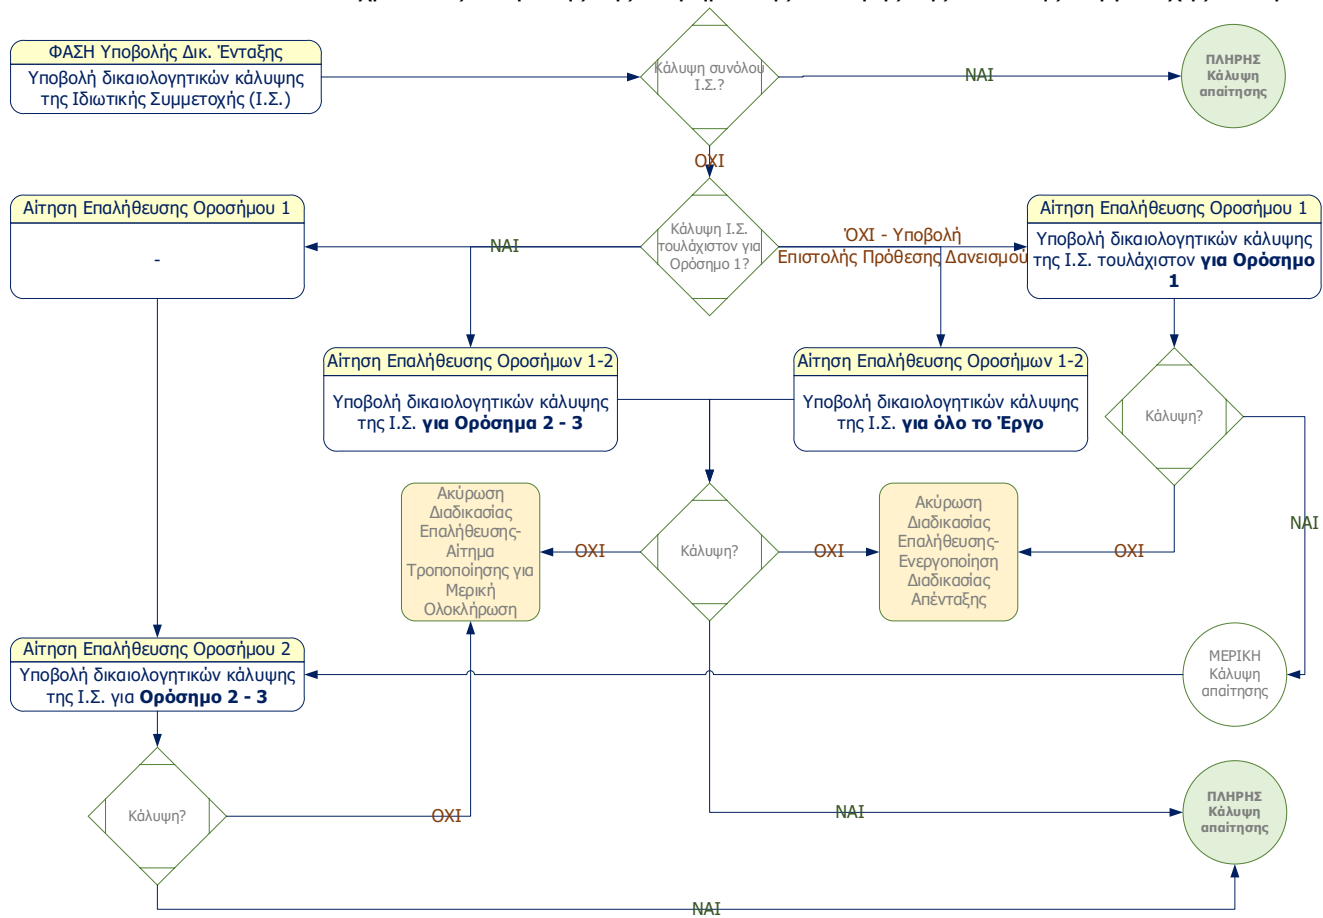 ΦΑΣΗ Υποβολής Δικ. Ένταξης
Υποβολή δικαιολογητικών κάλυψης
της Ιδιωτικής Συμμετοχής (Ι.Σ.)
Κάλυψη συνόλου
Ι.Σ.?
ΝΑΙ
ΠΛΗΡΗΣ
Κάλυψη
απαίτησης
ΟΧΙ
Αίτηση Επαλήθευσης Οροσήμου 1
-
Κάλυψη Ι.Σ.
τουλάχιστον για
Ορόσημο 1?
ΝΑΙ
ΌΧΙ - Υποβολή
Επιστολής Πρόθεσης Δανεισμού
Αίτηση Επαλήθευσης Οροσήμου 1
Υποβολή δικαιολογητικών κάλυψης
της Ι.Σ. τουλάχιστον για Ορόσημο
1
Αίτηση Επαλήθευσης Οροσήμων 1-2
Υποβολή δικαιολογητικών κάλυψης
της Ι.Σ. για Ορόσημα 2 - 3
Αίτηση Επαλήθευσης Οροσήμων 1-2
Υποβολή δικαιολογητικών κάλυψης
της Ι.Σ. για όλο το Έργο
Κάλυψη?
ΝΑΙ
Ακύρωση
Διαδικασίας
Επαλήθευσης-
Αίτημα
Τροποποίησης για
Μερική
Ολοκλήρωση
ΟΧΙ
Κάλυψη?
ΟΧΙ
Ακύρωση
Διαδικασίας
Επαλήθευσης-
Ενεργοποίηση
Διαδικασίας
Απένταξης
ΟΧΙ
Αίτηση Επαλήθευσης Οροσήμου 2
Υποβολή δικαιολογητικών κάλυψης
της Ι.Σ. για Ορόσημο 2 - 3
ΜΕΡΙΚΗ
Κάλυψη
απαίτησης
Κάλυψη?
ΟΧΙ
ΝΑΙ
ΠΛΗΡΗΣ
Κάλυψη
απαίτησης
ΝΑΙ